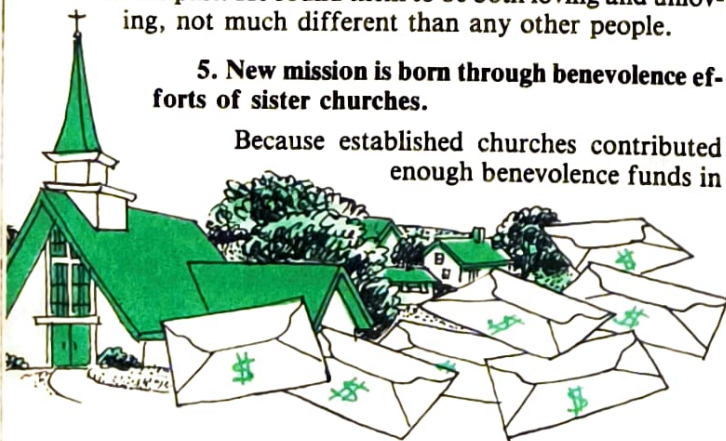 ing, not much different than any other people.
5. New mission is born through benevolence ef-
forts of sister churches.
Because established churches contributed
enough benevolence funds in
$
$
$
$
$
$